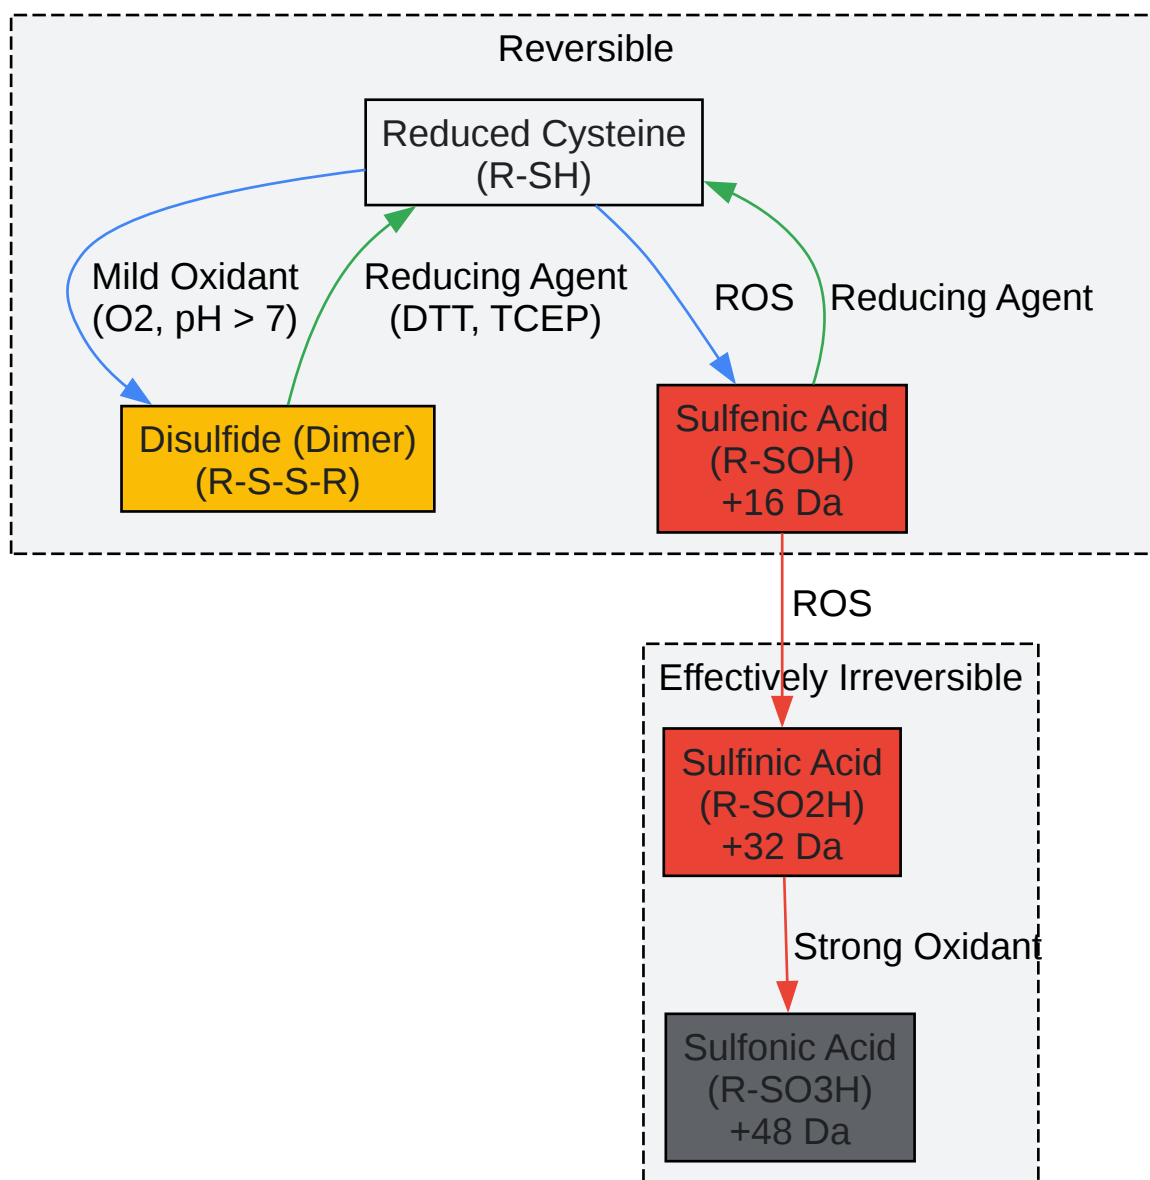 Reversible
Reduced Cysteine
(R-SH)
Mild Oxidant
(O2, pH > 7)
Reducing Agent
(DTT, TCEP)
ROS
Reducing Agent
Disulfide (Dimer)
(R-S-S-R)
Sulfenic Acid
(R-SOH)
+16 Da
ROS
Effectively Irreversible
Sulfinic Acid
(R-SO2H)
+32 Da
Strong Oxidant
Sulfonic Acid
(R-SO3H)
+48 Da